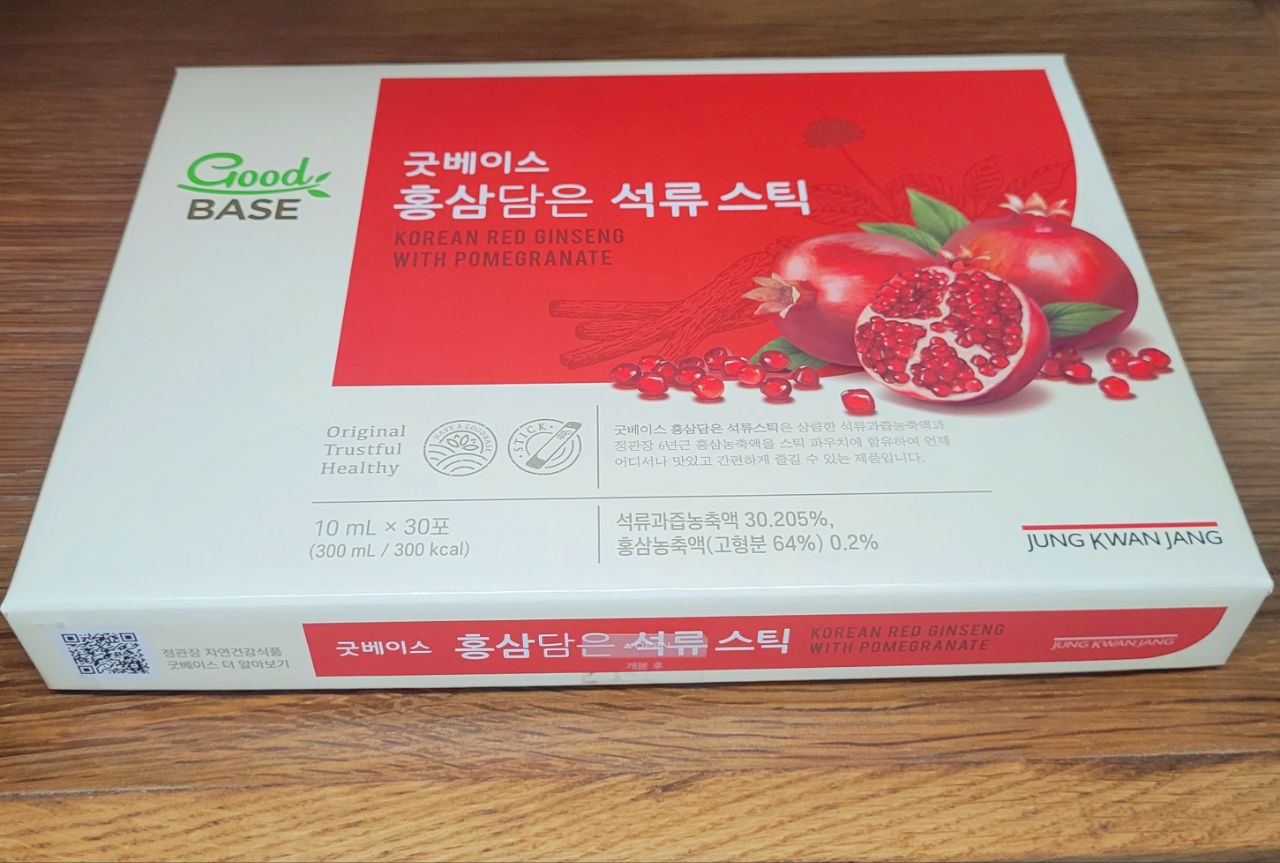 Good
BASE
굿베이스
홍삼담은 석류 스틱
KOREAN RED GINSENG
WITH POMEGRANATE
Original
Trustful
Healthy
HAVE A GOODBASE
STICK
굿베이스 홍삼담은 석류스틱은 상큼한 석류과즙농축액과
정관장 6년근 홍삼농축액을 스틱 파우치에 함유하여 언제
어디서나 맛있고 간편하게 즐길 수 있는 제품입니다.
10 mL × 30포
(300 mL / 300 kcal)
석류과즙농축액 30.205%,
홍삼농축액(고형분 64%) 0.2%
JUNG KWAN JANG
정관장 자연건강식품
굿베이스 더 알아보기
굿베이스 홍삼담은 석류 스틱
KOREAN RED GINSENG
WITH POMEGRANATE
JUNG KWAN JANG
개봉 후